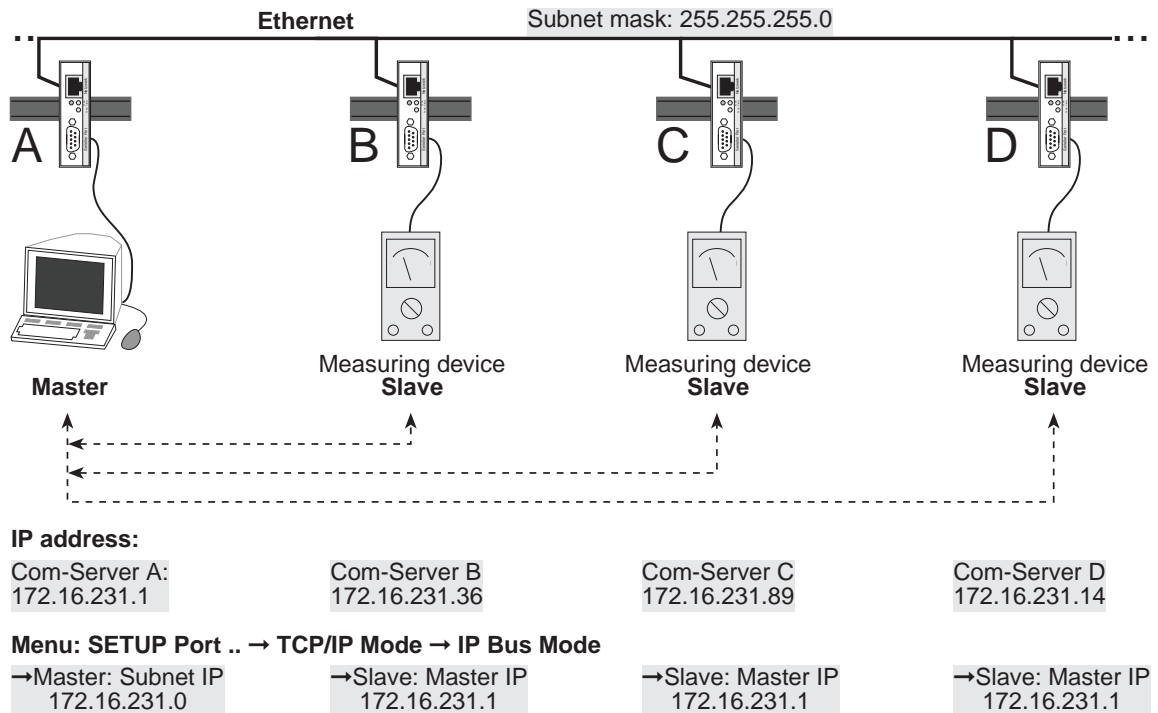 Ethernet Subnet mask: 255.255.255.0
A B C D
Measuring device Measuring device Measuring device
Master Slave Slave Slave
IP address:
Com-Server A: Com-Server B Com-Server C Com-Server D
172.16.231.1 172.16.231.36 172.16.231.89 172.16.231.14
Menu: SETUP Port .. → TCP/IP Mode → IP Bus Mode
→Master: Subnet IP →Slave: Master IP →Slave: Master IP →Slave: Master IP
172.16.231.0 172.16.231.1 172.16.231.1 172.16.231.1